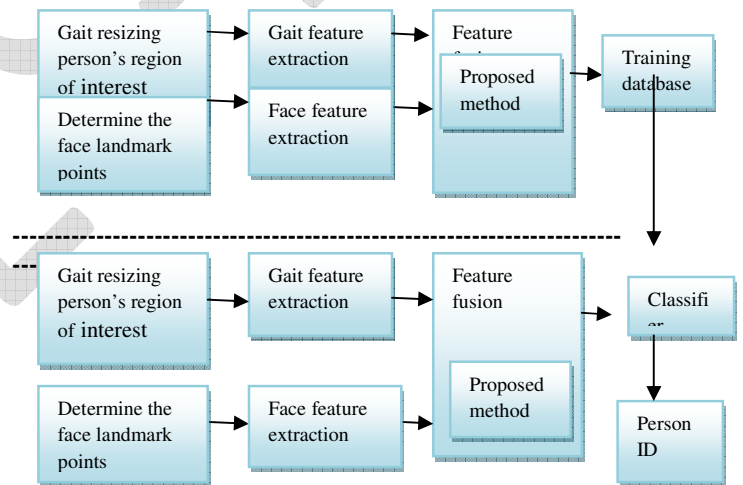 Gait resizing
person's region
of interest
Gait feature
extraction
Feature
Proposed
method
Training
database
Determine the
face landmark
points
Face feature
extraction
Gait resizing
person's region
of interest
Gait feature
extraction
Feature
fusion
Classifi
er
Determine the
face landmark
points
Face feature
extraction
Proposed
method
Person
ID